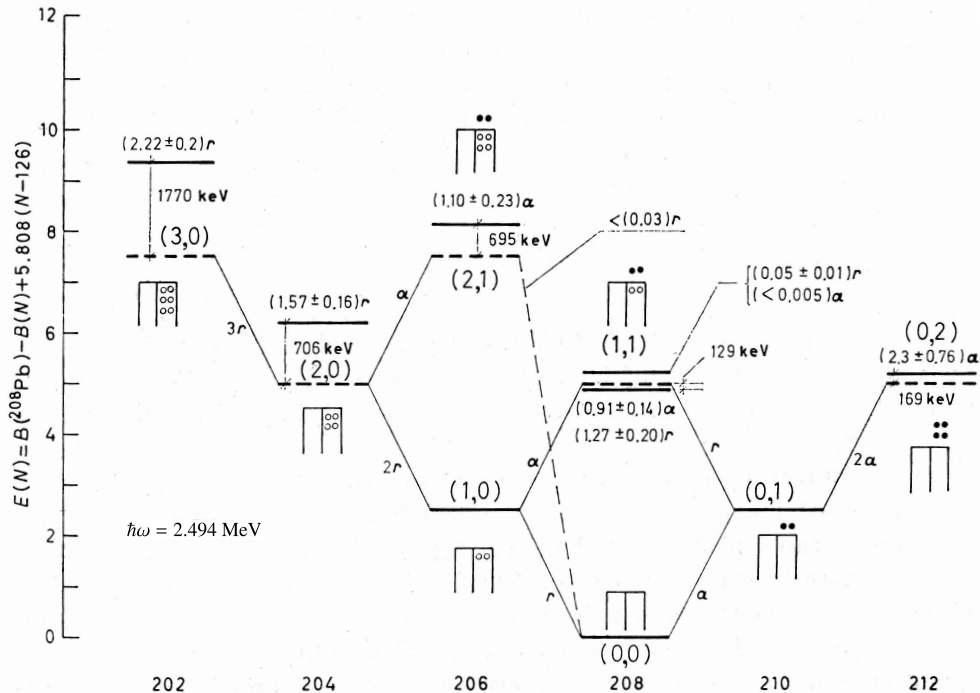 E(N)=B(²⁰⁸Pb)−B(N)+5.808(N−126)
12
10
8
6
4
2
0
(2.22±0.2)r
1770 keV
(3,0)
3r
(1.57±0.16)r
706 keV
(2,0)
2r
(1.10±0.23)a
695 keV
(2,1)
a
(1,0)
r
<(0.03)r
(1,1)
(0.05±0.01)r
(<0.005)a
129 keV
(0.91±0.14)a
(1.27±0.20)r
a
r
(0,0)
(0,1)
a
(0,2)
(2.3±0.76)a
169 keV
2a
ħω = 2.494 MeV
202 204 206 208 210 212